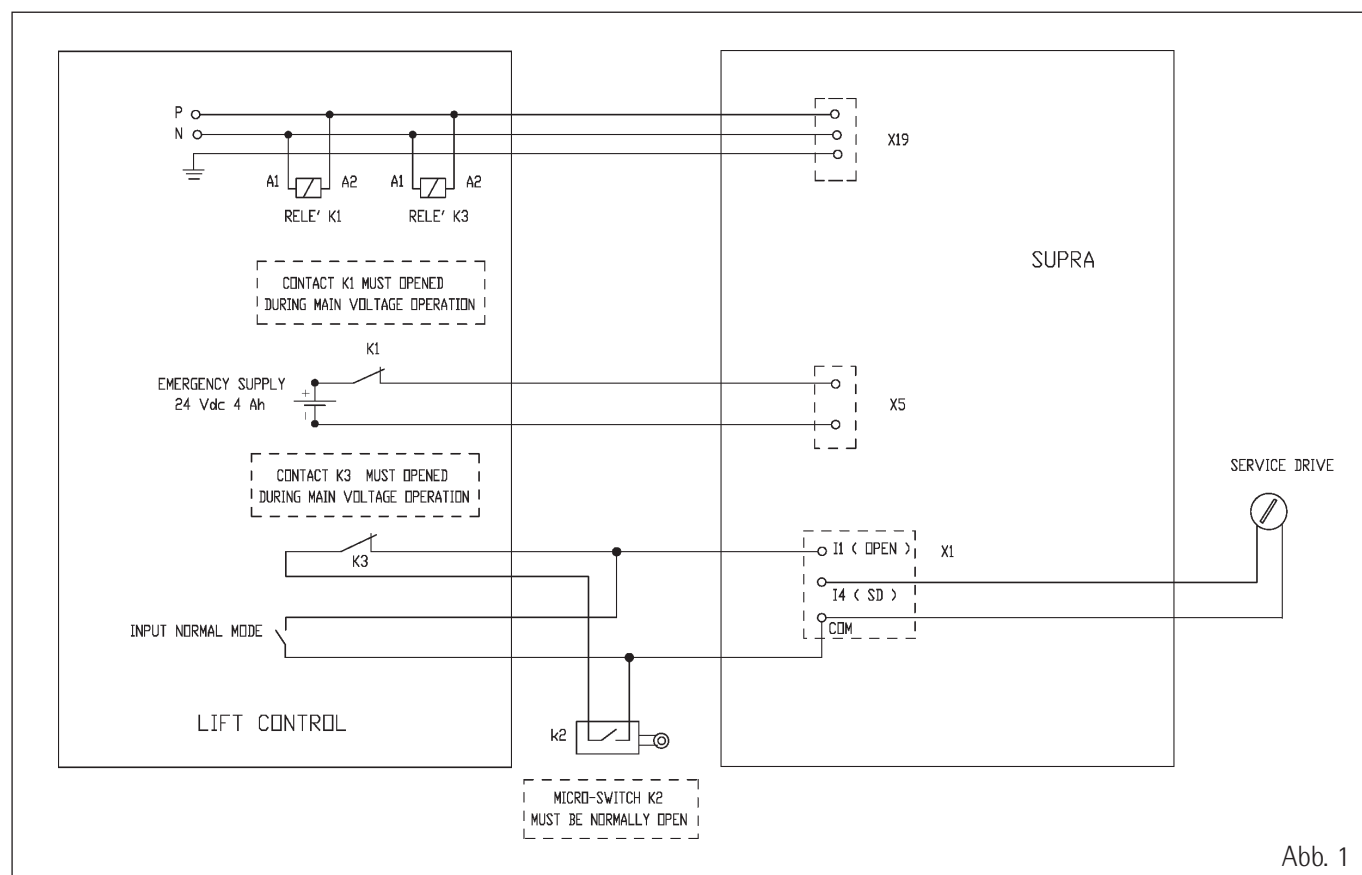 P
N
X19
A1 A2 A1 A2
RELE' K1 RELE' K3
SUPRA
CONTACT K1 MUST OPENED
DURING MAIN VOLTAGE OPERATION
K1
EMERGENCY SUPPLY
24 Vdc 4 Ah
+
-
X5
CONTACT K3 MUST OPENED
DURING MAIN VOLTAGE OPERATION
SERVICE DRIVE
K3
I1 ( OPEN ) X1
I4 ( SD )
COM
INPUT NORMAL MODE
LIFT CONTROL
k2
MICRO-SWITCH K2
MUST BE NORMALLY OPEN
Abb. 1